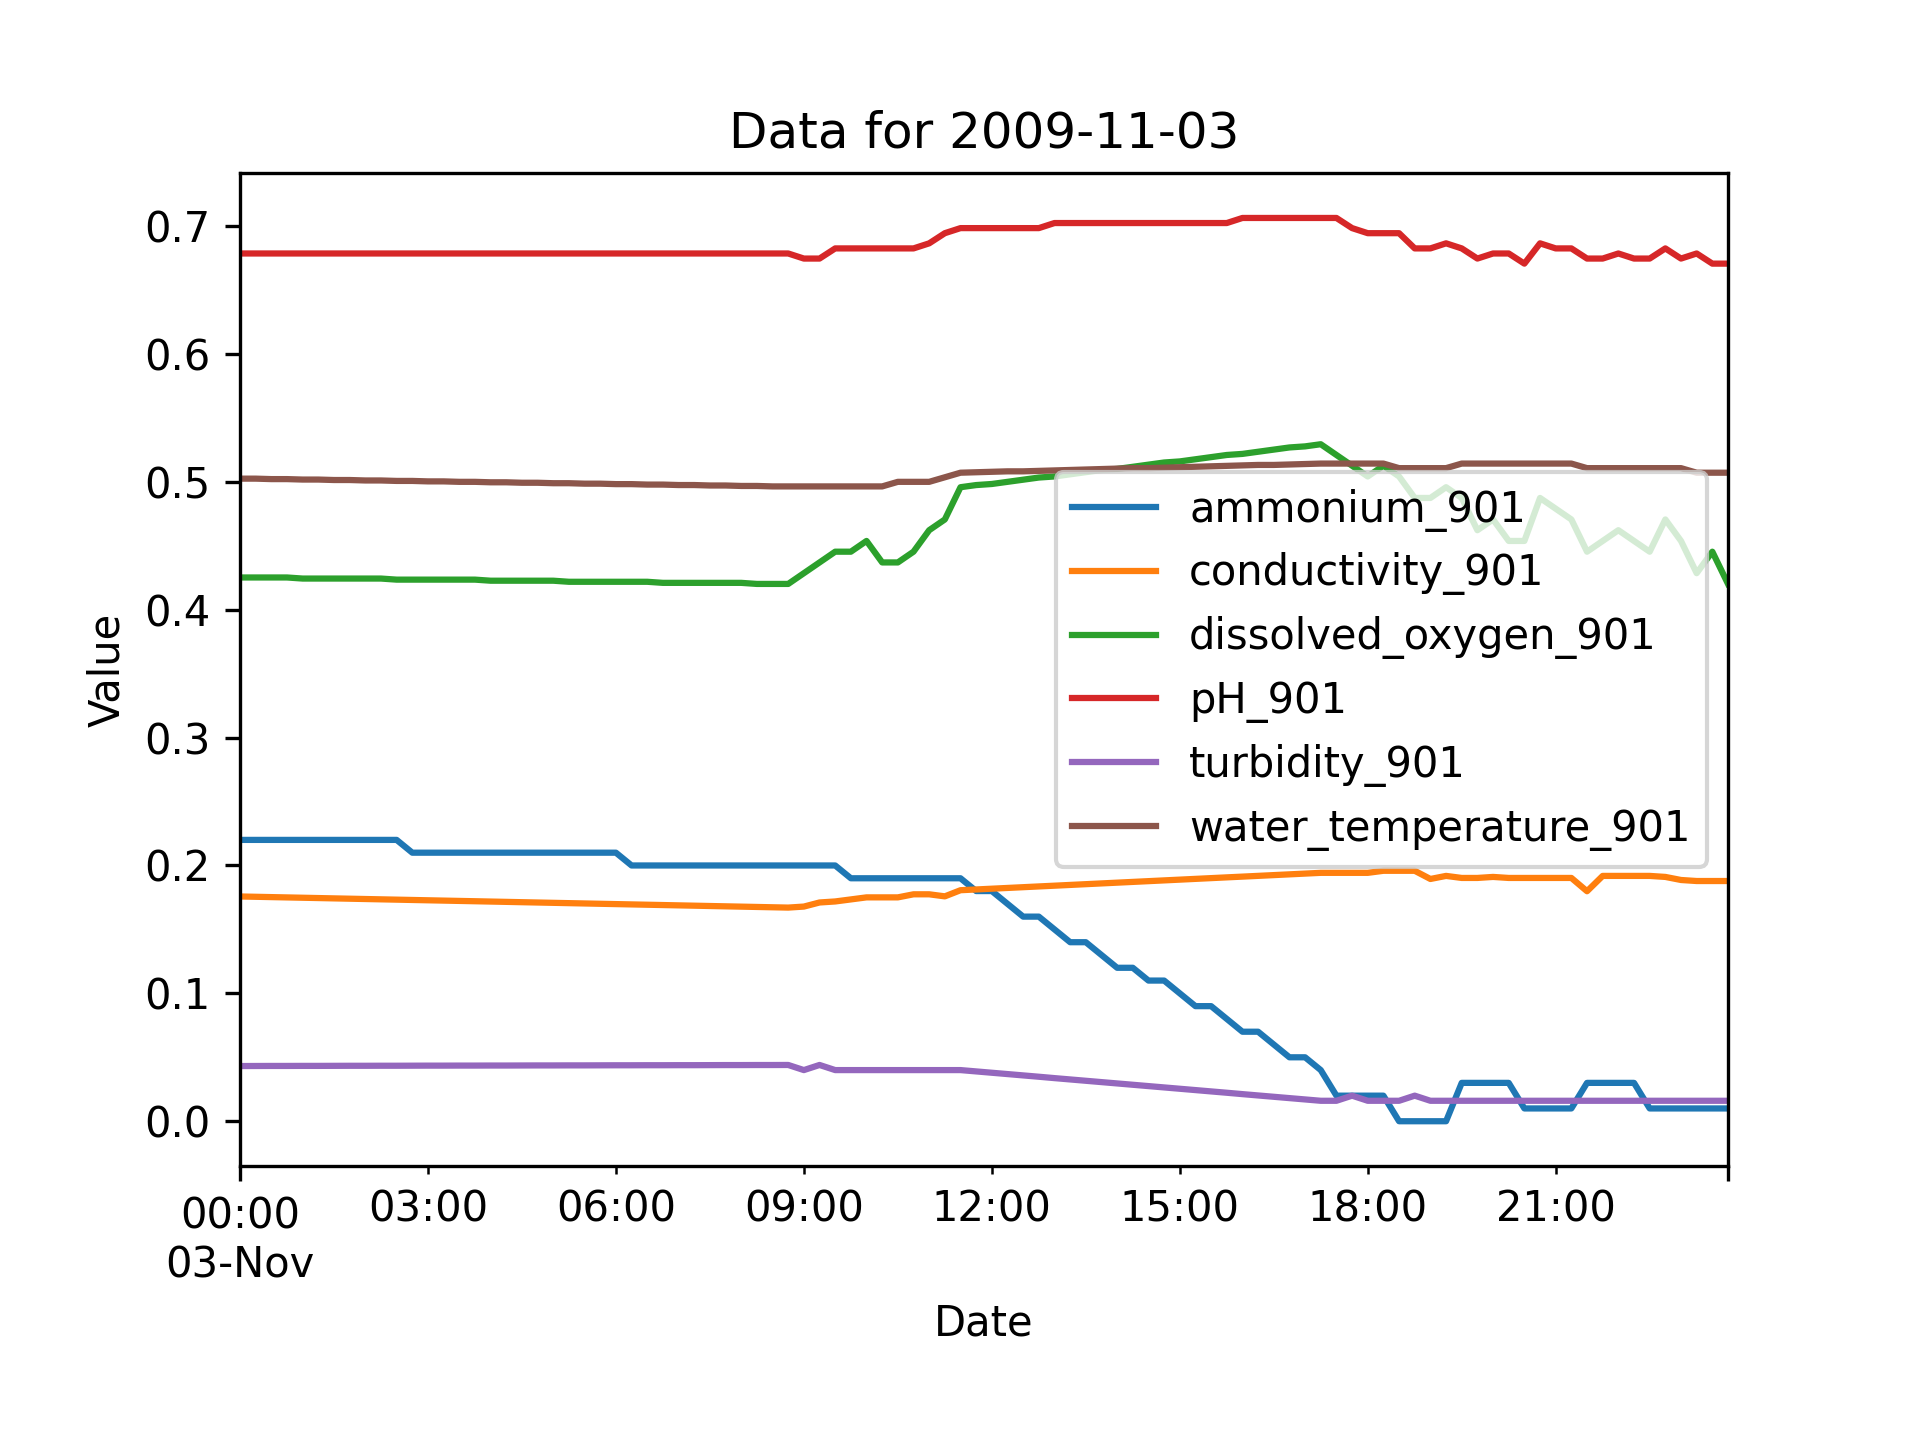 Data for 2009-11-03
Value
0.7
0.6
0.5
0.4
0.3
0.2
0.1
0.0
ammonium_901
conductivity_901
dissolved_oxygen_901
pH_901
turbidity_901
water_temperature_901
00:00 03:00 06:00 09:00 12:00 15:00 18:00 21:00
03-Nov
Date